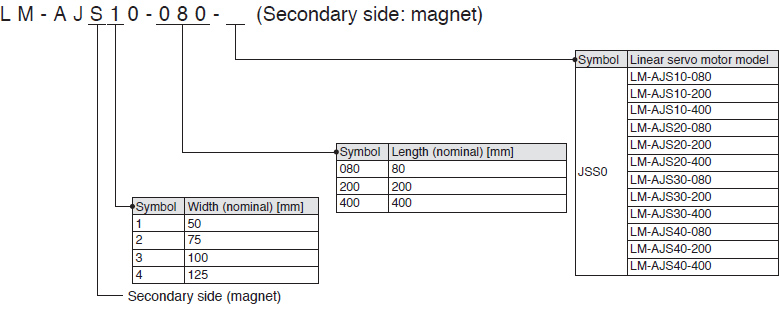 LM-AJS10-080-__ (Secondary side: magnet)
Symbol Linear servo motor model
JSS0
LM-AJS10-080
LM-AJS10-200
LM-AJS10-400
LM-AJS20-080
LM-AJS20-200
LM-AJS20-400
LM-AJS30-080
LM-AJS30-200
LM-AJS30-400
LM-AJS40-080
LM-AJS40-200
LM-AJS40-400
Symbol Length (nominal) [mm]
080 80
200 200
400 400
Symbol Width (nominal) [mm]
1 50
2 75
3 100
4 125
Secondary side (magnet)